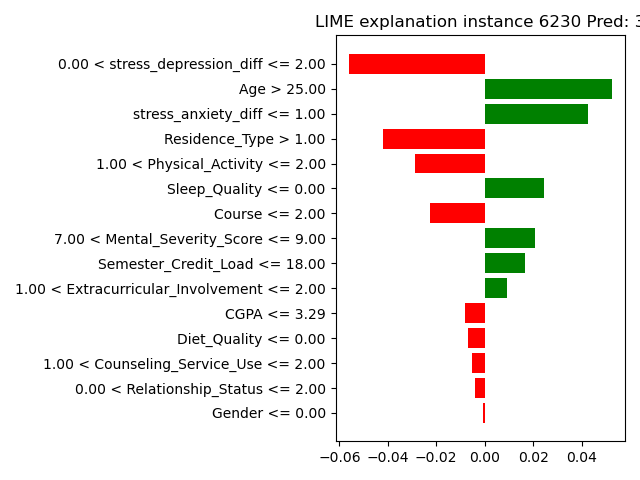 LIME explanation instance 6230 Pred: 3
0.00 < stress_depression_diff <= 2.00
Age > 25.00
stress_anxiety_diff <= 1.00
Residence_Type > 1.00
1.00 < Physical_Activity <= 2.00
Sleep_Quality <= 0.00
Course <= 2.00
7.00 < Mental_Severity_Score <= 9.00
Semester_Credit_Load <= 18.00
1.00 < Extracurricular_Involvement <= 2.00
CGPA <= 3.29
Diet_Quality <= 0.00
1.00 < Counseling_Service_Use <= 2.00
0.00 < Relationship_Status <= 2.00
Gender <= 0.00
−0.06 −0.04 −0.02 0.00 0.02 0.04